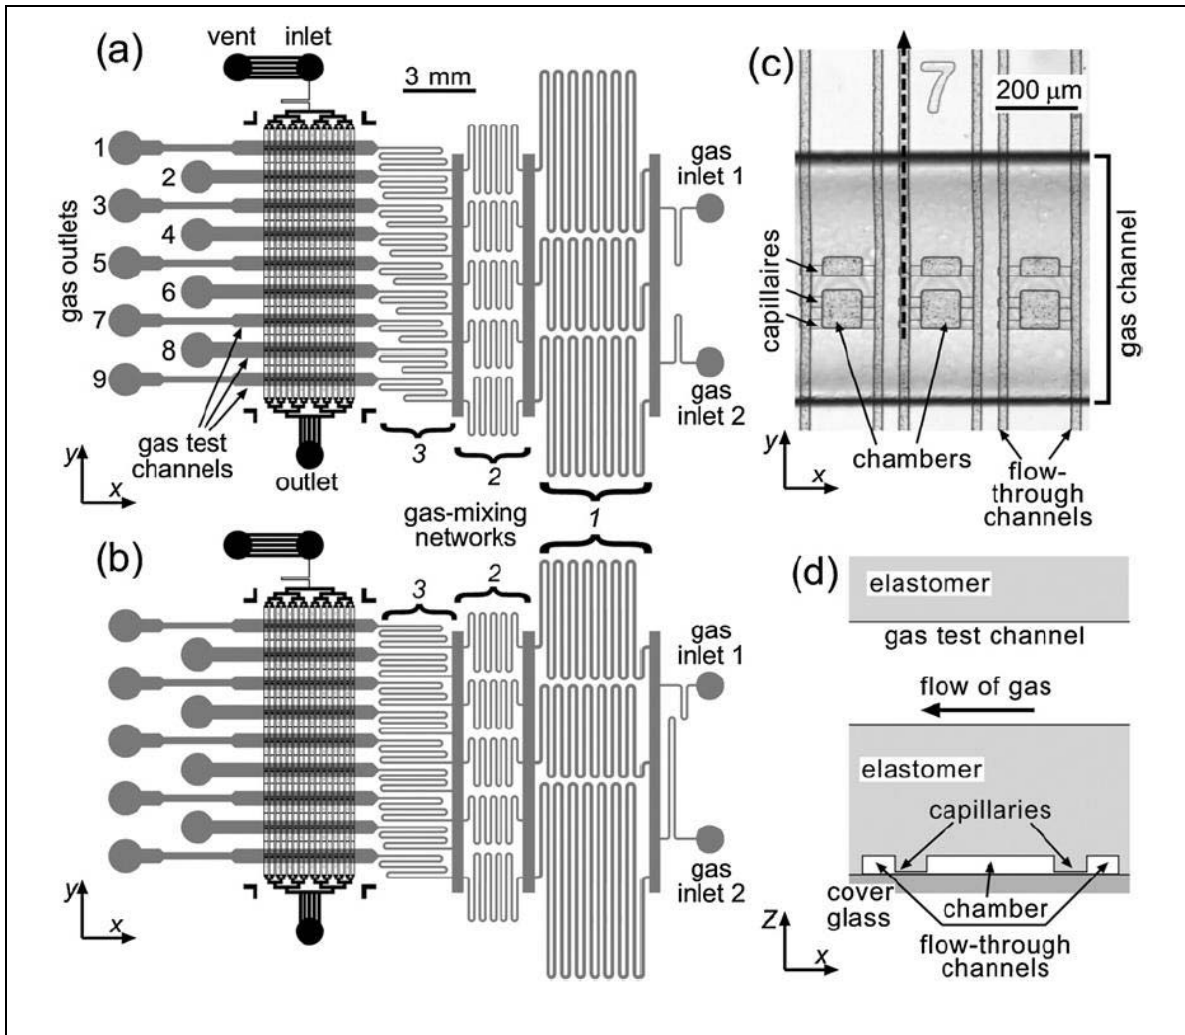 (a)
vent
inlet
3 mm
gas outlets
1
2
3
4
5
6
7
8
9
gas test
channels
outlet
y
x
3
2
1
gas-mixing
networks
gas
inlet 1
gas
inlet 2
(b)
3
2
gas
inlet 1
gas
inlet 2
y
x
(c)
7
200 μm
capillaires
gas channel
chambers
flow-
through
channels
y
x
(d)
elastomer
gas test channel
flow of gas
elastomer
capillaries
cover
glass
chamber
flow-through
channels
z
x